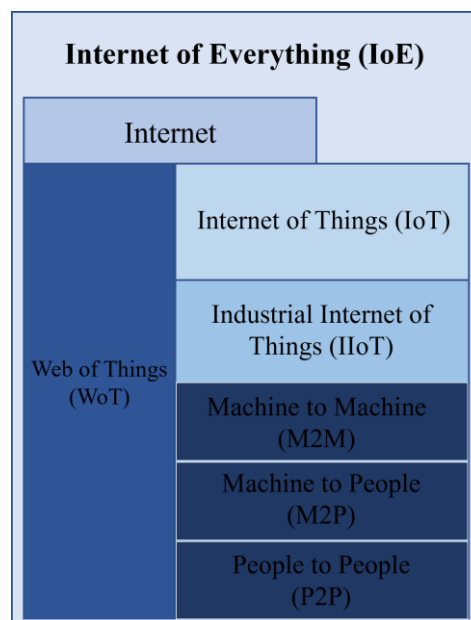 Internet of Everything (IoE)
Internet
Internet of Things (IoT)
Industrial Internet of
Things (IIoT)
Web of Things
(WoT)
Machine to Machine
(M2M)
Machine to People
(M2P)
People to People
(P2P)